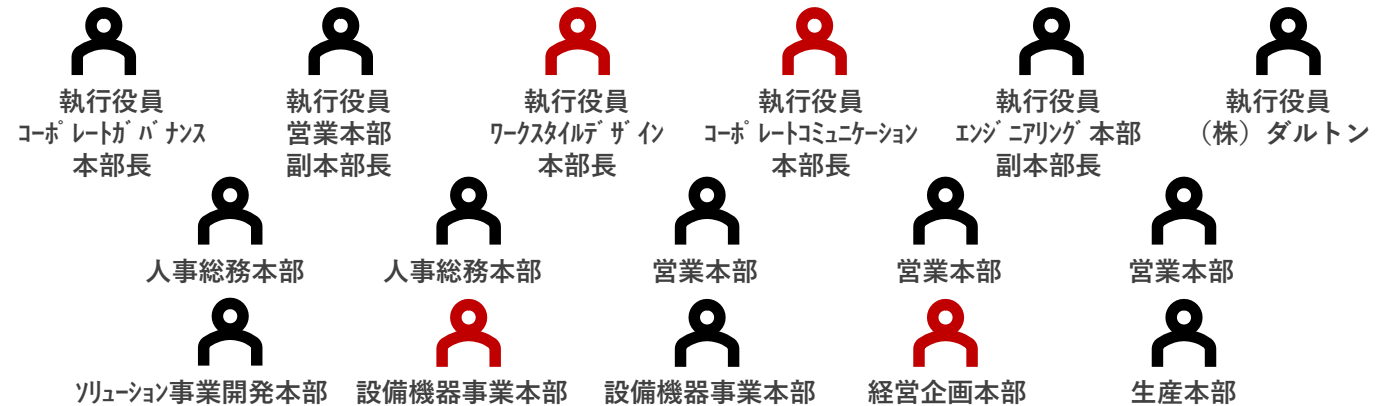 執行役員
コーポレートガバナンス
本部長
執行役員
営業本部
副本部長
執行役員
ワークスタイルデザイン
本部長
執行役員
コーポレートコミュニケーション
本部長
執行役員
エンジニアリング本部
副本部長
執行役員
（株）ダルトン
人事総務本部
人事総務本部
営業本部
営業本部
営業本部
ソリューション事業開発本部
設備機器事業本部
設備機器事業本部
経営企画本部
生産本部